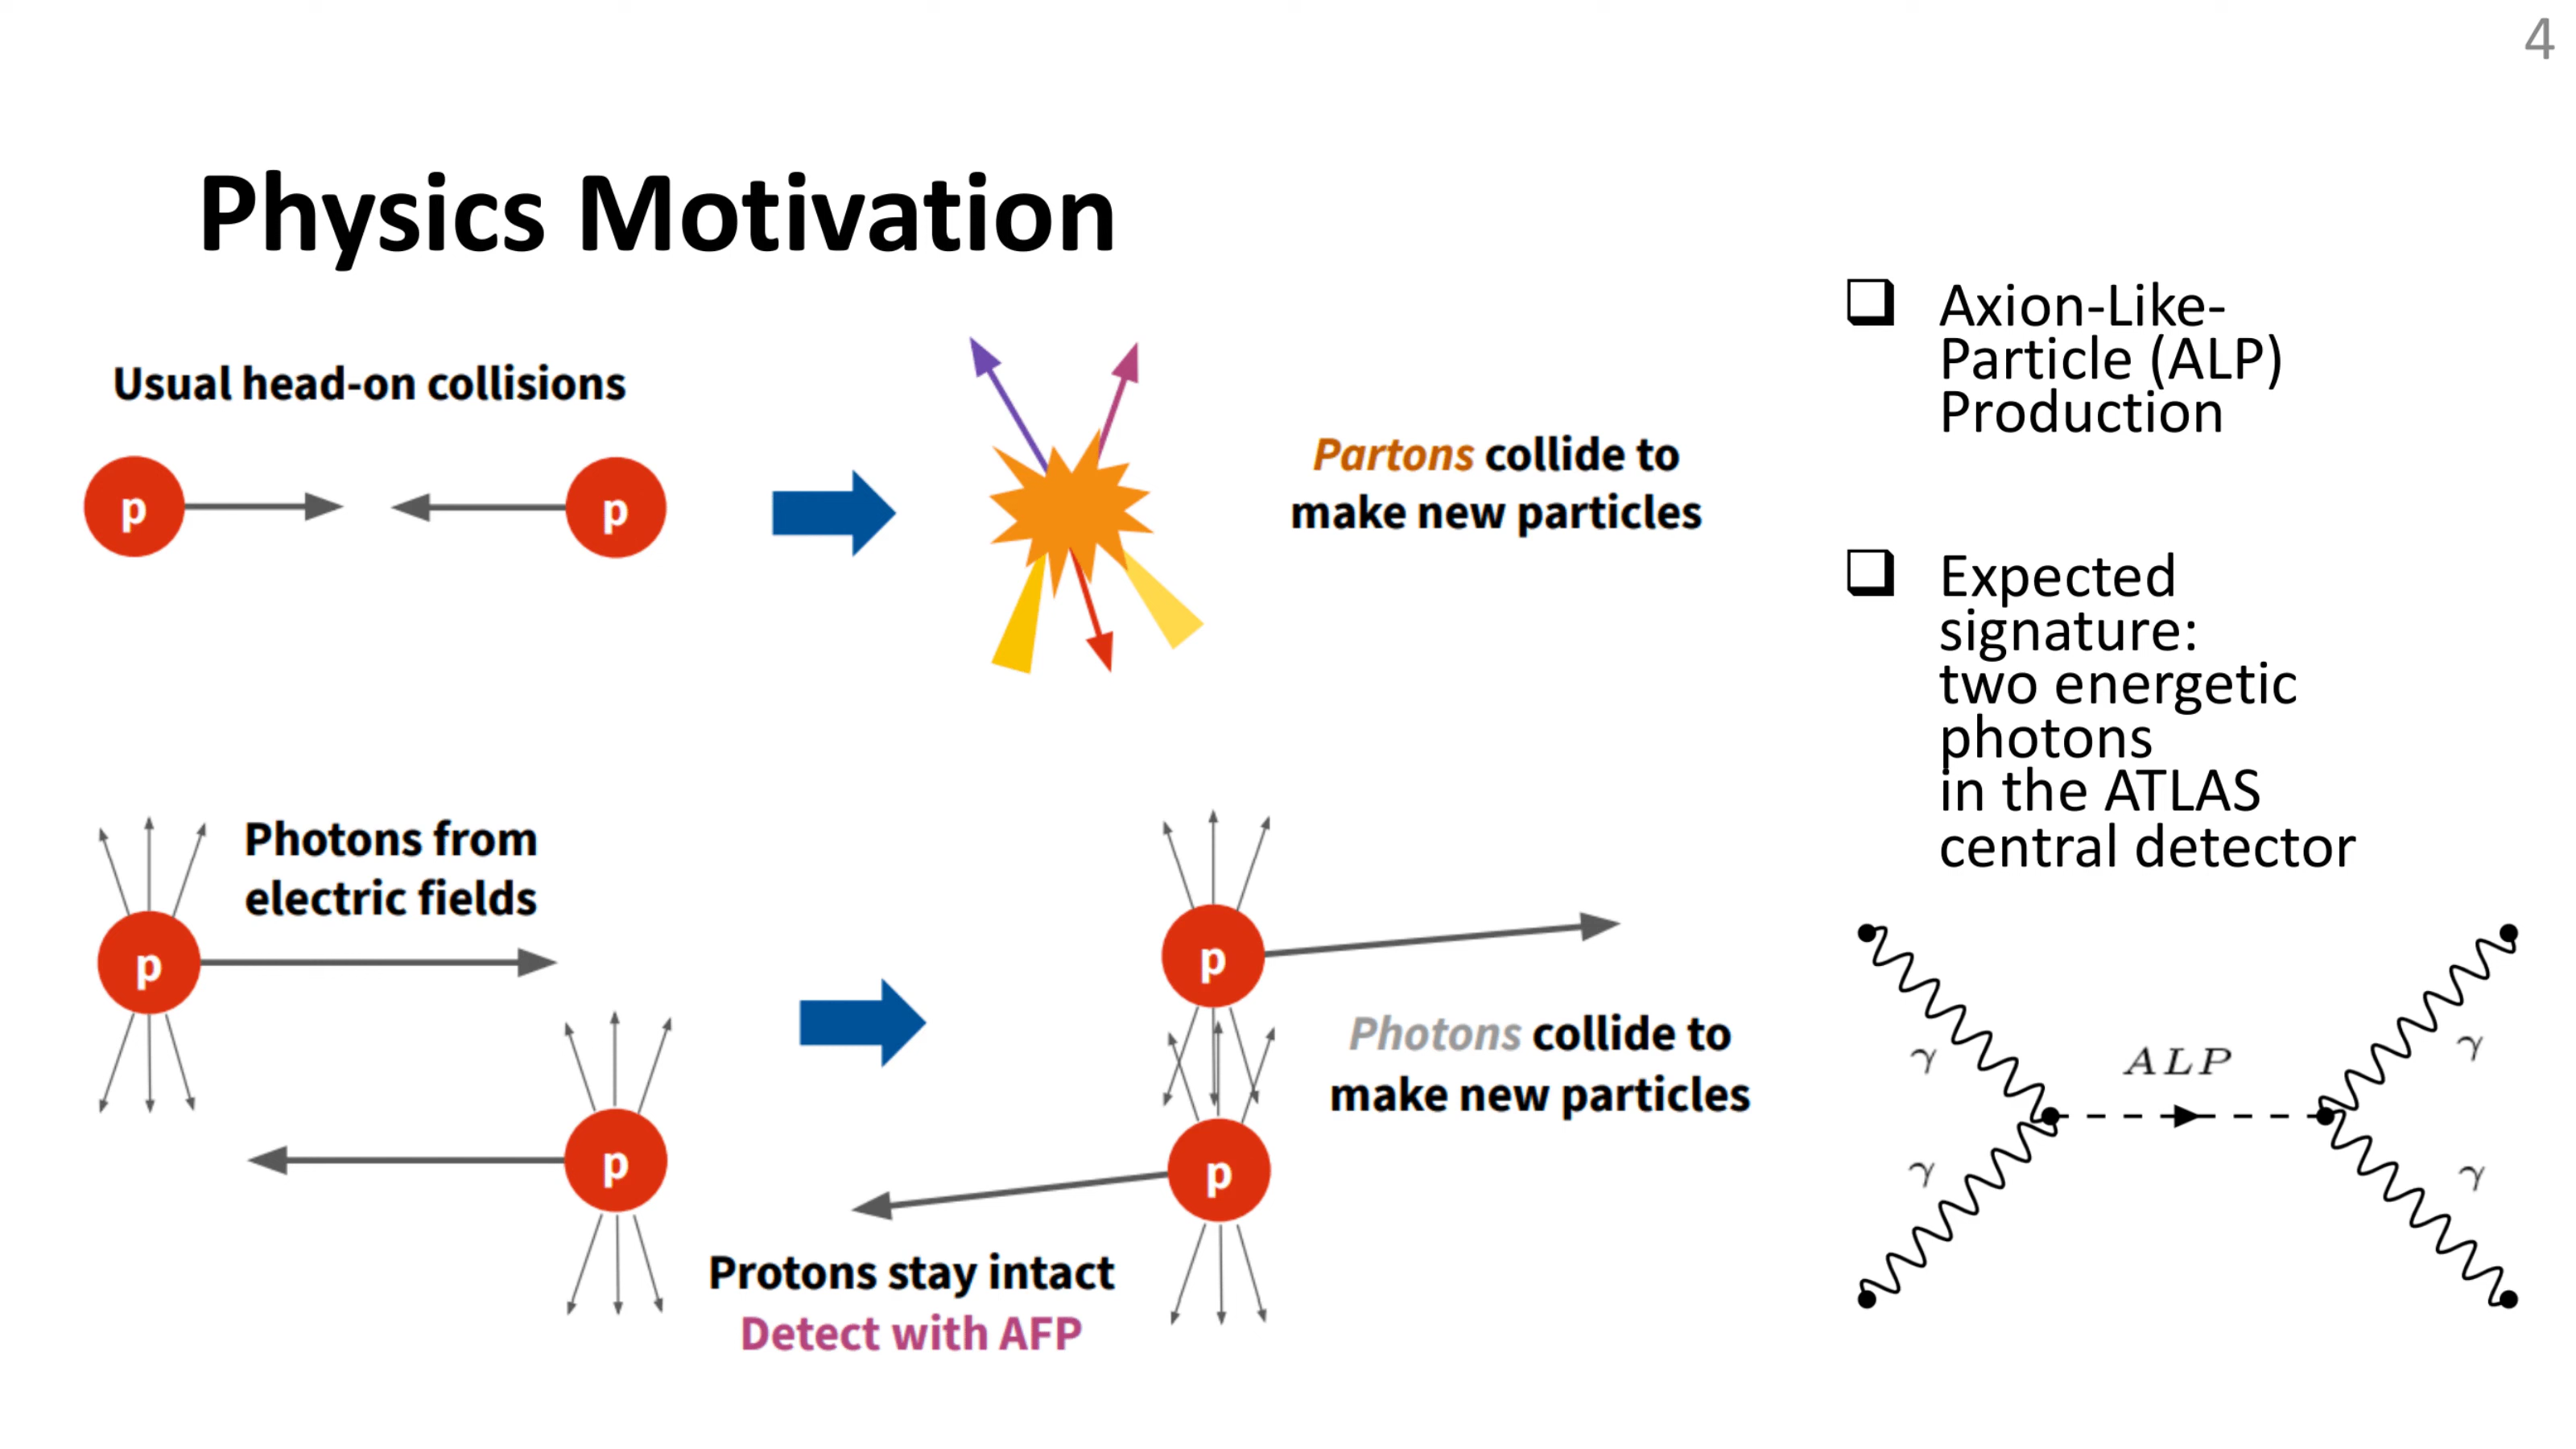 4
Physics Motivation
Usual head-on collisions
p
p
Partons collide to
make new particles
Photons from
electric fields
p
p
p
p
Photons collide to
make new particles
Protons stay intact
Detect with AFP
Axion-Like-
Particle (ALP)
Production
Expected
signature:
two energetic
photons
in the ATLAS
central detector
γ
γ
ALP
γ
γ